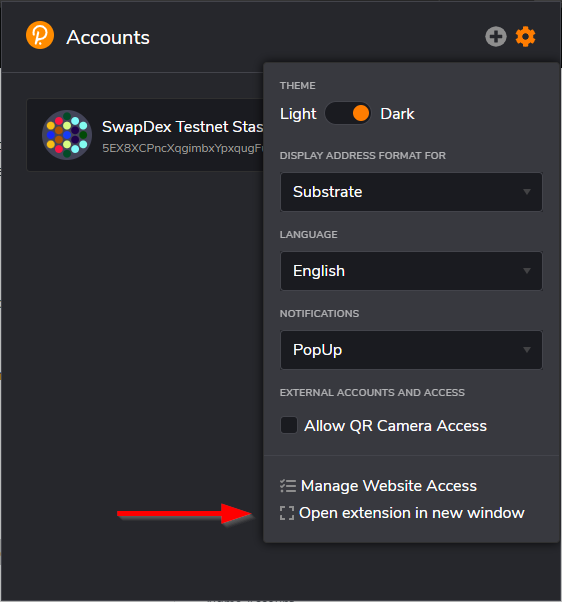 Accounts
THEME
Light Dark
SwapDex Testnet Stas
5EX8XCPncXqgimbxYpxqugF
DISPLAY ADDRESS FORMAT FOR
Substrate
LANGUAGE
English
NOTIFICATIONS
PopUp
EXTERNAL ACCOUNTS AND ACCESS
Allow QR Camera Access
Manage Website Access
Open extension in new window